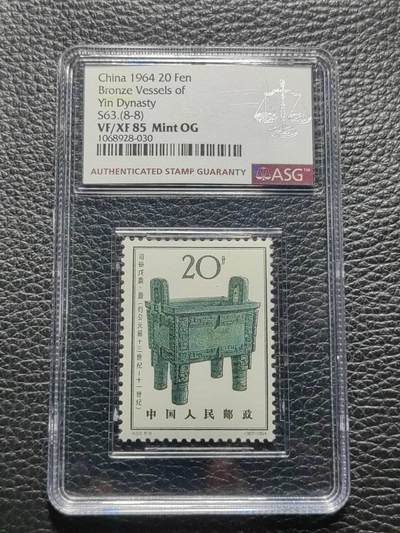 China 1964 20 Fen
Bronze Vessels of
Yin Dynasty
S63.(8-8)
VF/XF 85 Mint OG
1068928-030
AUTHENTICATED STAMP GUARANTY
ASG™
20分
中国人民邮政